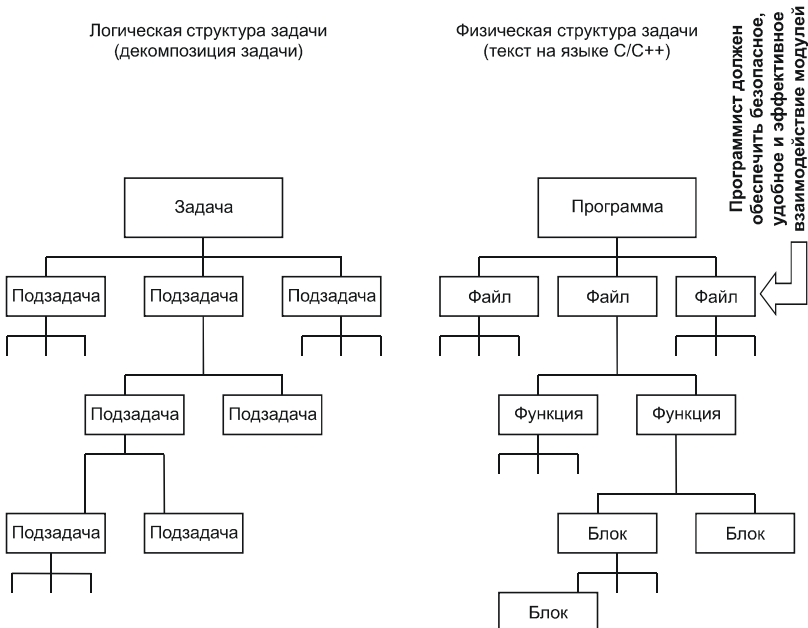 Логическая структура задачи
(декомпозиция задачи)
Физическая структура задачи
(текст на языке C/C++)
Программист должен
обеспечить безопасное,
удобное и эффективное
взаимодействие модулей
Задача
Программа
Подзадача
Подзадача
Подзадача
Файл
Файл
Файл
Подзадача
Подзадача
Функция
Функция
Подзадача
Подзадача
Блок
Блок
Блок